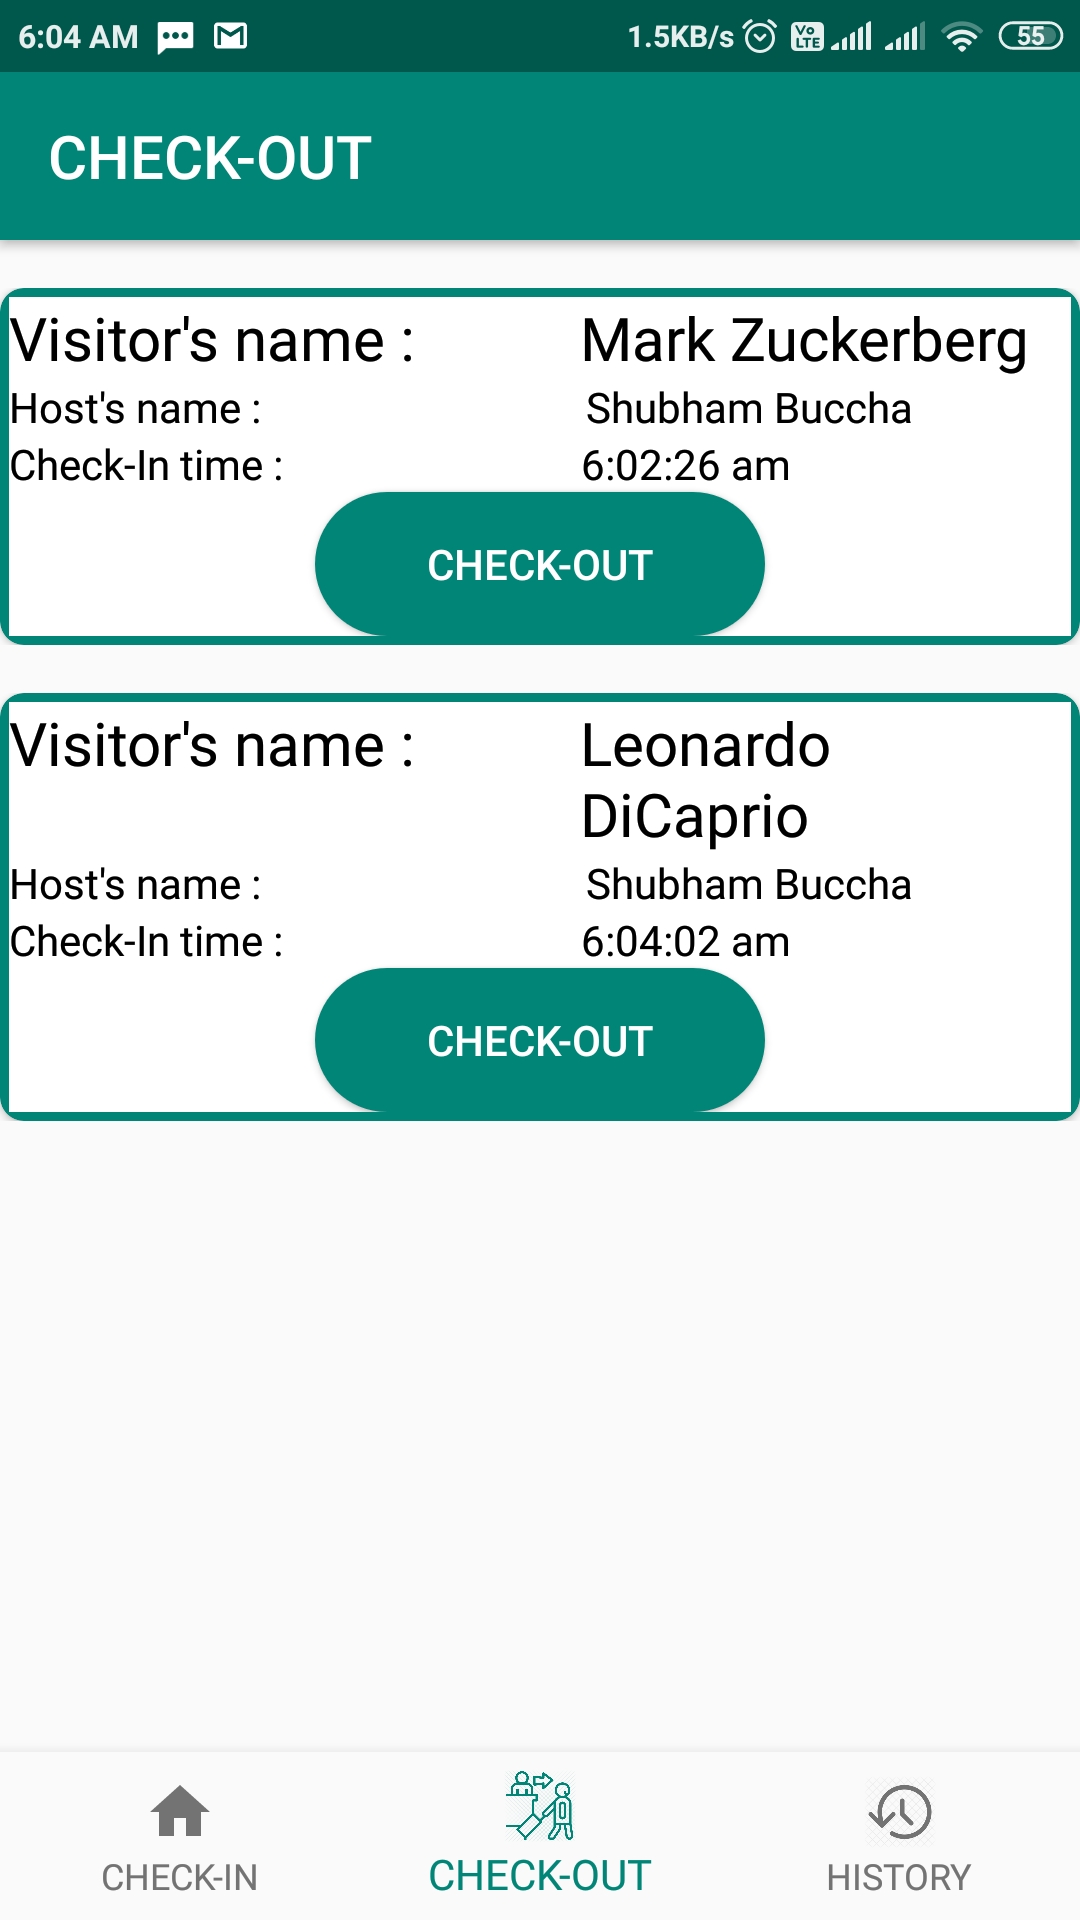 6:04 AM 1.5KB/s Vo LTE 55
CHECK-OUT
Visitor's name : Mark Zuckerberg
Host's name : Shubham Buccha
Check-In time : 6:02:26 am
CHECK-OUT
Visitor's name : Leonardo
DiCaprio
Host's name : Shubham Buccha
Check-In time : 6:04:02 am
CHECK-OUT
CHECK-IN CHECK-OUT HISTORY